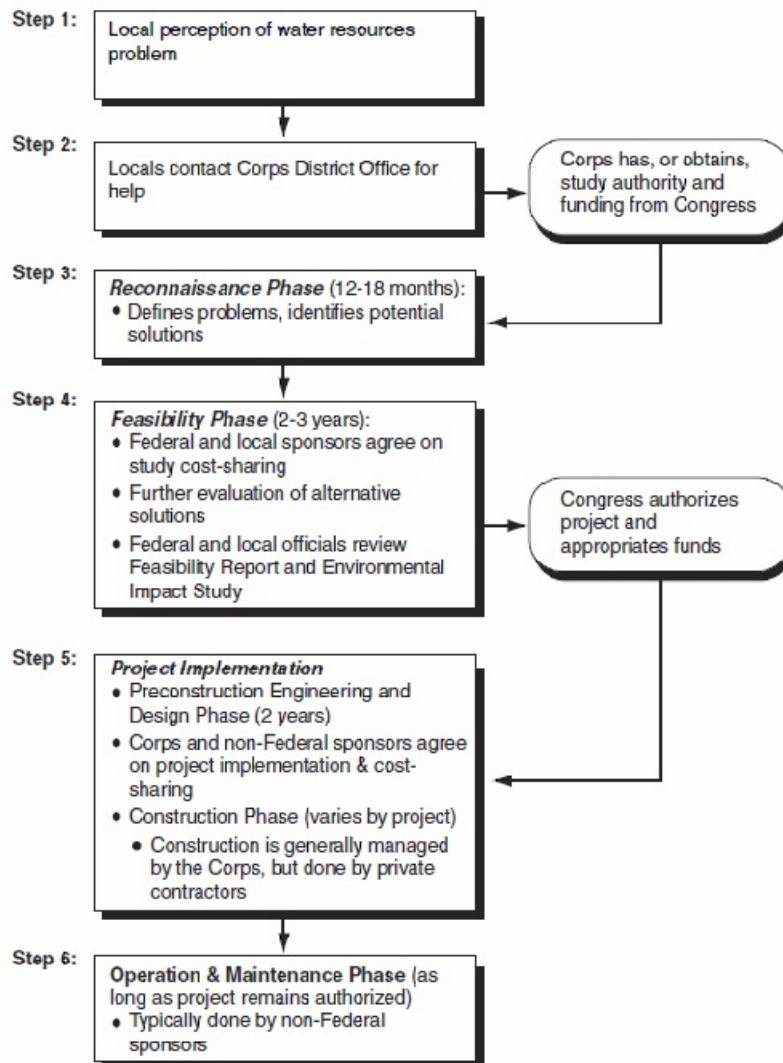 Step 1:
Local perception of water resources
problem
Step 2:
Locals contact Corps District Office for
help
Corps has, or obtains,
study authority and
funding from Congress
Step 3:
Reconnaissance Phase (12-18 months):
• Defines problems, identifies potential
solutions
Step 4:
Feasibility Phase (2-3 years):
• Federal and local sponsors agree on
study cost-sharing
• Further evaluation of alternative
solutions
• Federal and local officials review
Feasibility Report and Environmental
Impact Study
Congress authorizes
project and
appropriates funds
Step 5:
Project Implementation
• Preconstruction Engineering and
Design Phase (2 years)
• Corps and non-Federal sponsors agree
on project implementation & cost-
sharing
• Construction Phase (varies by project)
• Construction is generally managed
by the Corps, but done by private
contractors
Step 6:
Operation & Maintenance Phase (as
long as project remains authorized)
• Typically done by non-Federal
sponsors